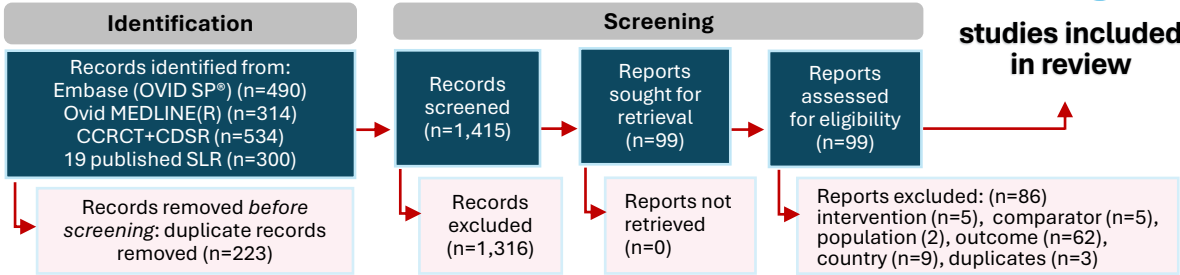 Identification
Records identified from:
Embase (OVID SP®) (n=490)
Ovid MEDLINE(R) (n=314)
CCRCT+CDSR (n=534)
19 published SLR (n=300)
Records removed before
screening: duplicate records
removed (n=223)
Screening
Records
screened
(n=1,415)
Records
excluded
(n=1,316)
Reports
sought for
retrieval
(n=99)
Reports not
retrieved
(n=0)
Reports
assessed
for eligibility
(n=99)
Reports excluded: (n=86)
intervention (n=5), comparator (n=5),
population (2), outcome (n=62),
country (n=9), duplicates (n=3)
studies included
in review